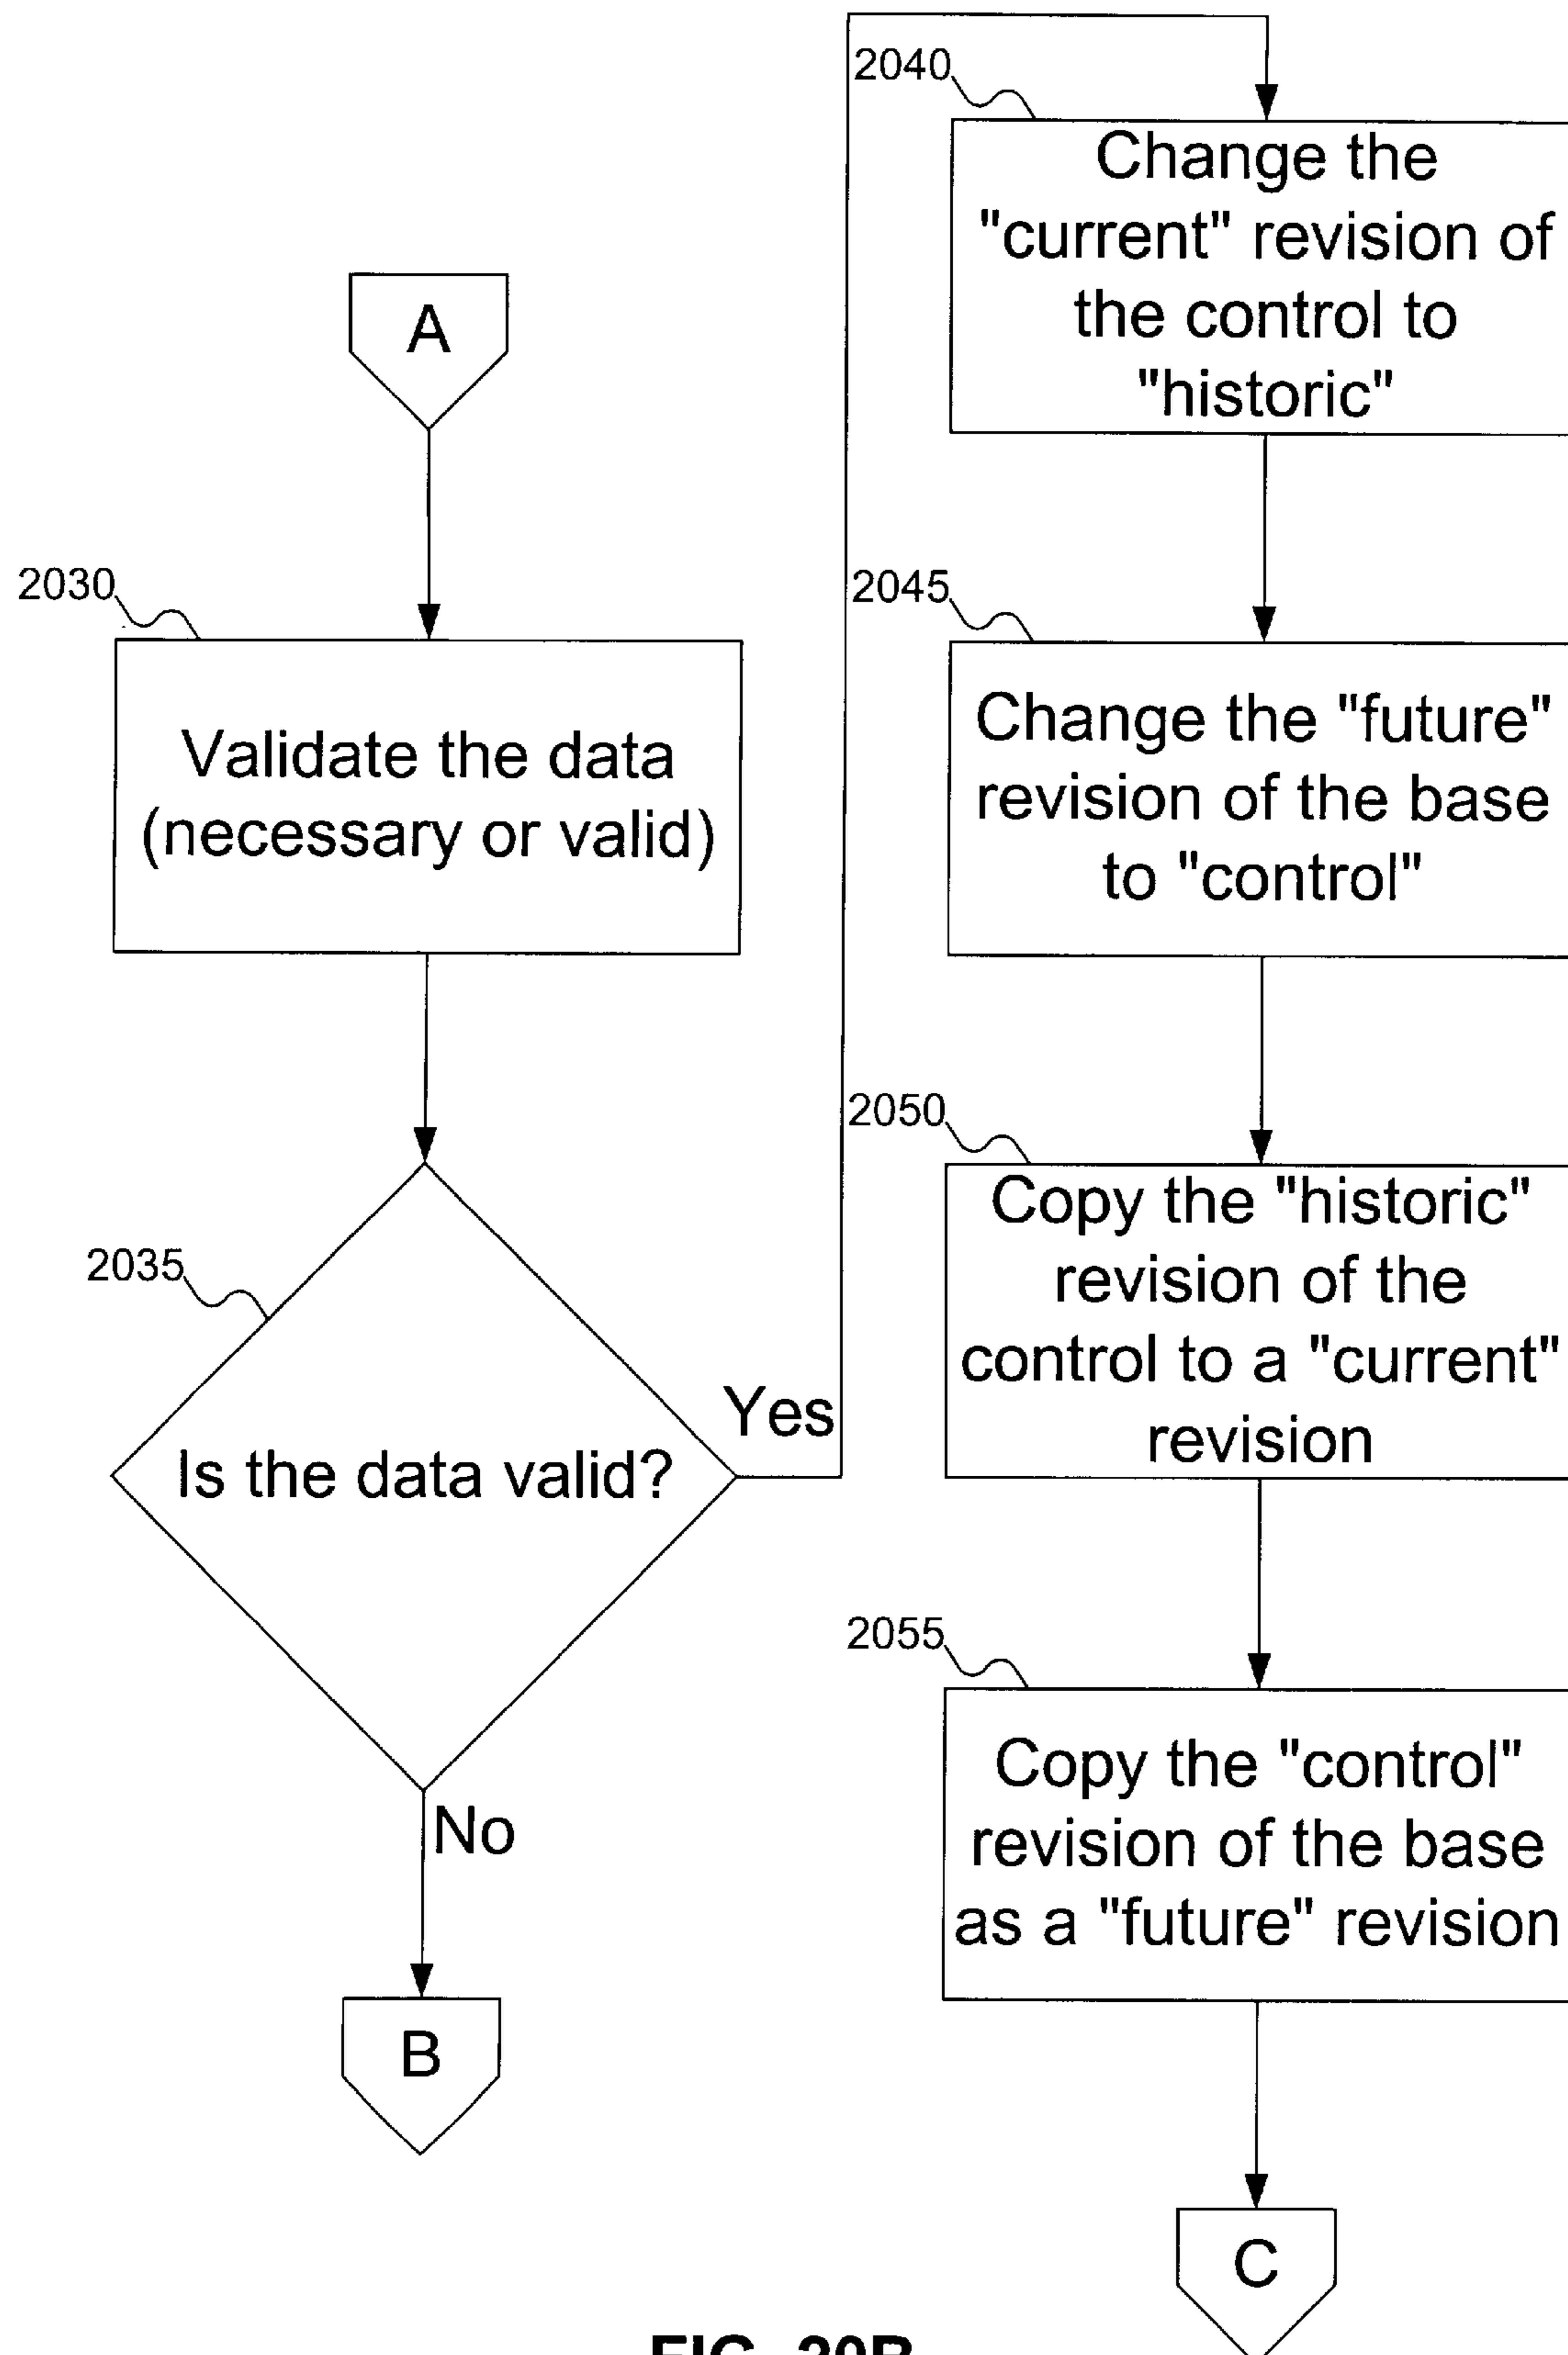 A
2030
Validate the data
(necessary or valid)
2035
Is the data valid?
Yes
No
B
2040
Change the
"current" revision of
the control to
"historic"
2045
Change the "future"
revision of the base
to "control"
2050
Copy the "historic"
revision of the
control to a "current"
revision
2055
Copy the "control"
revision of the base
as a "future" revision
C
FIG. 20B